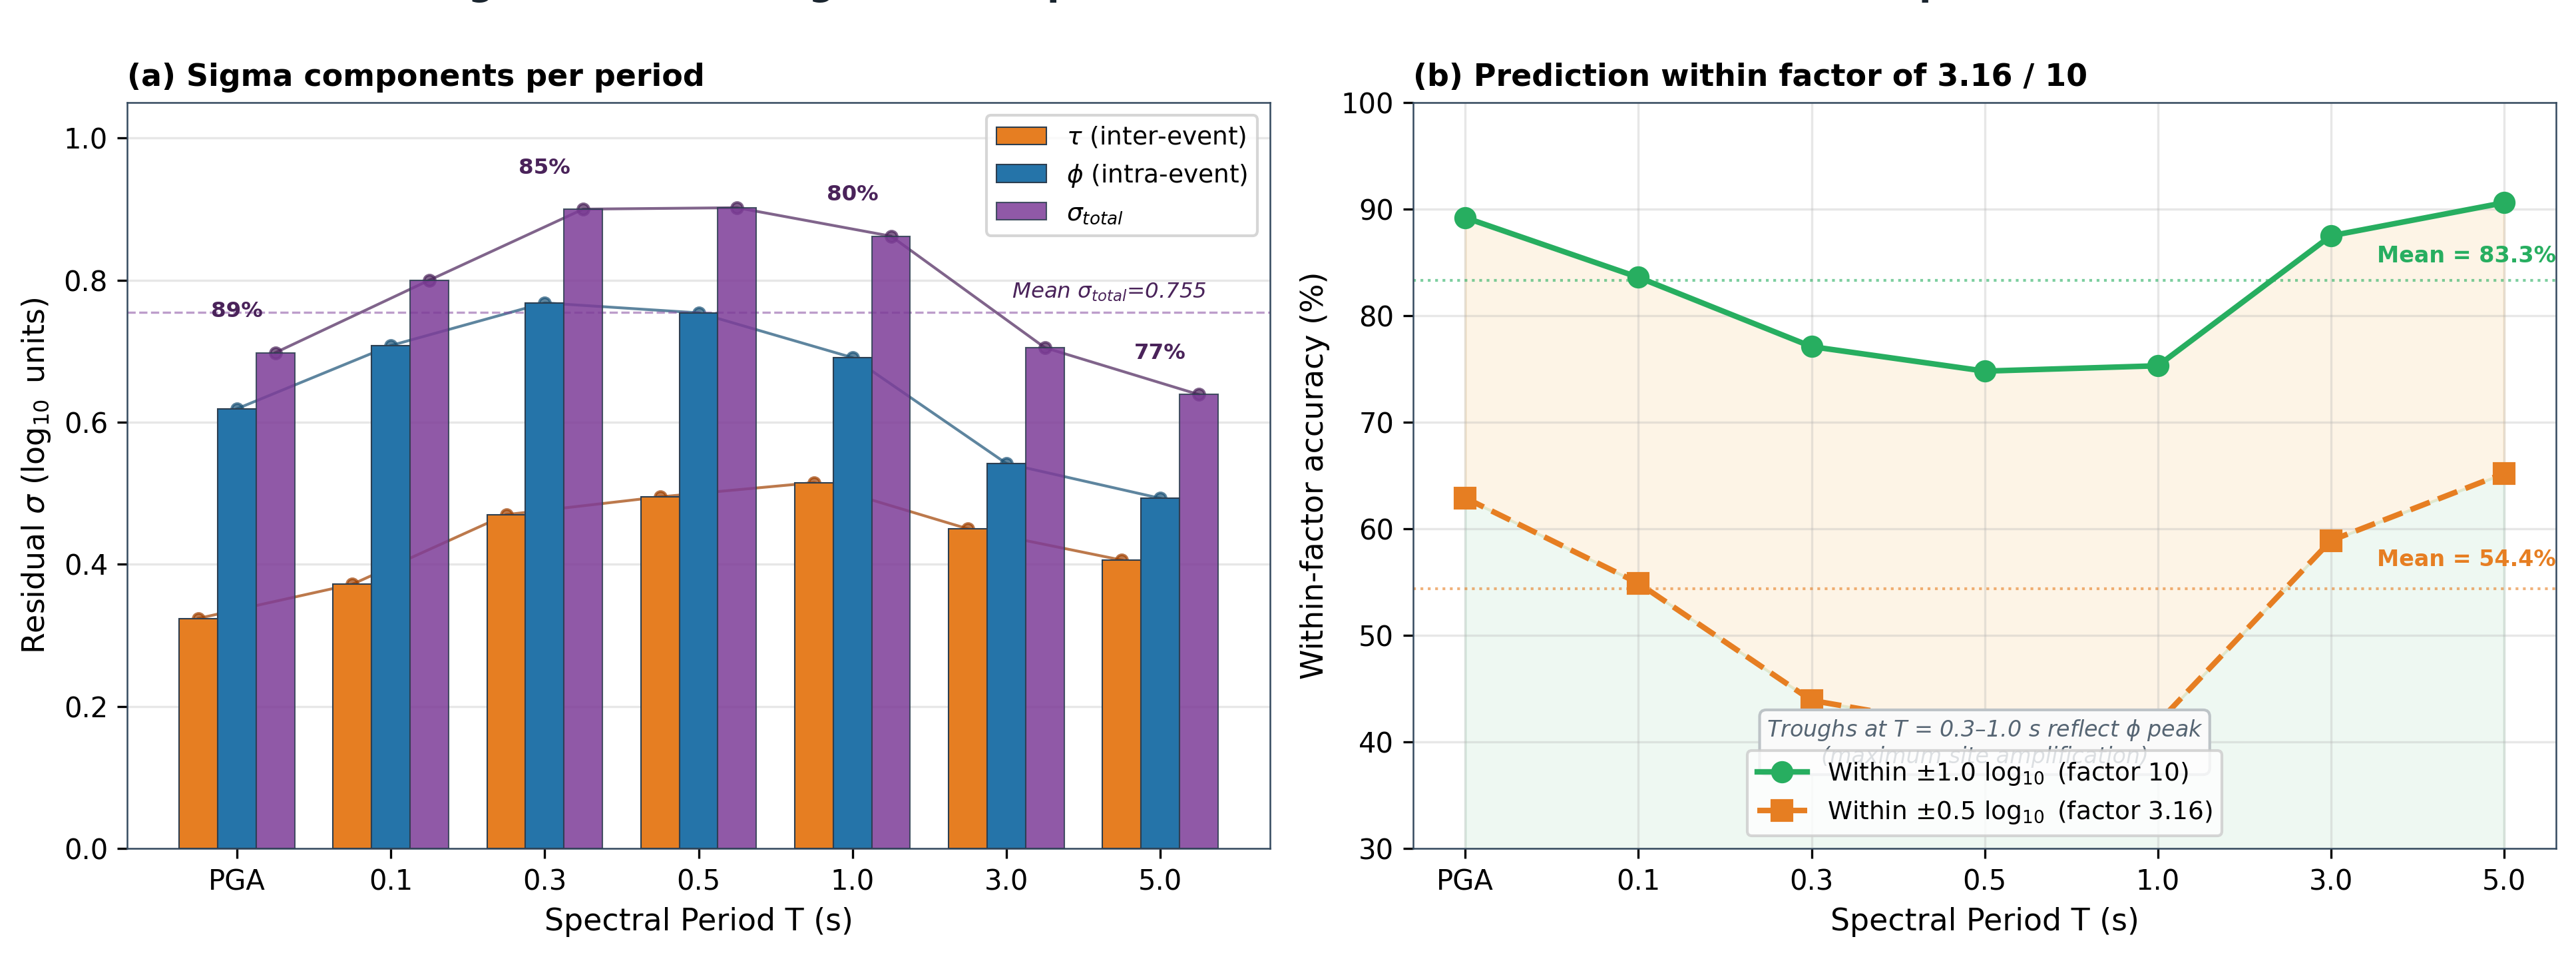 (a) Sigma components per period
Residual σ (log₁₀ units)
1.0
0.8
0.6
0.4
0.2
0.0
89%
85%
80%
77%
τ (inter-event)
ϕ (intra-event)
σ_total
Mean σ_total=0.755
PGA 0.1 0.3 0.5 1.0 3.0 5.0
Spectral Period T (s)
(b) Prediction within factor of 3.16 / 10
Within-factor accuracy (%)
100
90
80
70
60
50
40
30
Mean = 83.3%
Mean = 54.4%
Troughs at T = 0.3–1.0 s reflect ϕ peak
(maximum site amplification)
Within ±1.0 log₁₀ (factor 10)
Within ±0.5 log₁₀ (factor 3.16)
PGA 0.1 0.3 0.5 1.0 3.0 5.0
Spectral Period T (s)